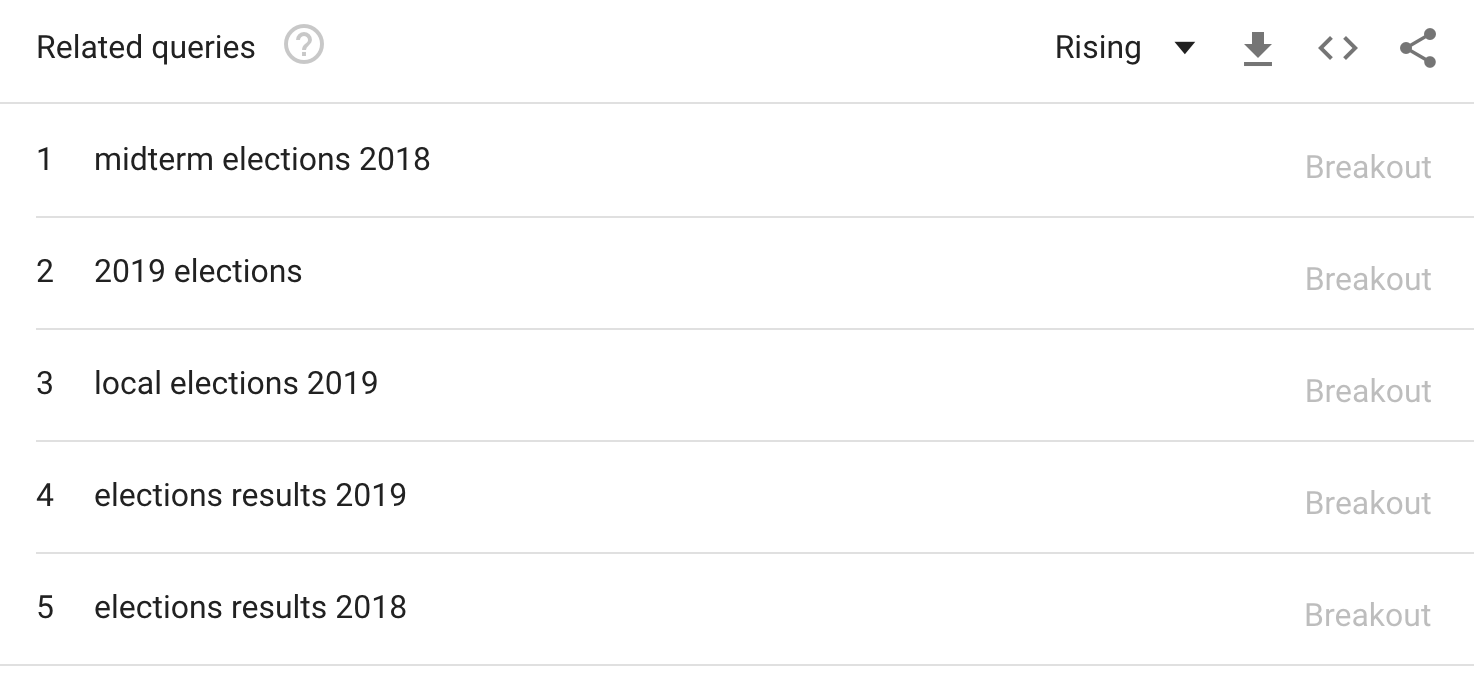 Related queries ? Rising
1 midterm elections 2018 Breakout
2 2019 elections Breakout
3 local elections 2019 Breakout
4 elections results 2019 Breakout
5 elections results 2018 Breakout